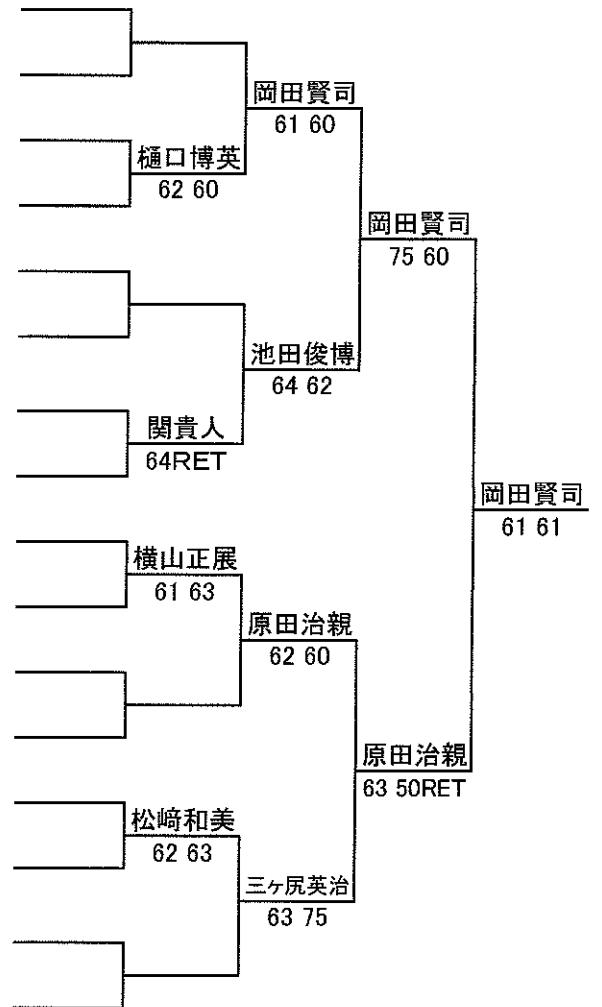 岡田賢司
61 60
樋口博英
62 60
岡田賢司
75 60
池田俊博
64 62
関貴人
64RET
岡田賢司
61 61
横山正展
61 63
原田治親
62 60
原田治親
63 50RET
松﨑和美
62 63
三ヶ尻英治
63 75